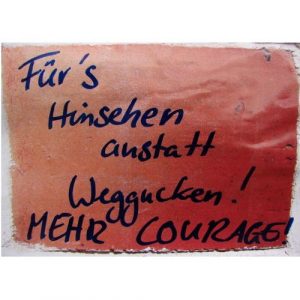 Für's
Hinsehen
anstatt
Weggucken!
MEHR COURAGE!